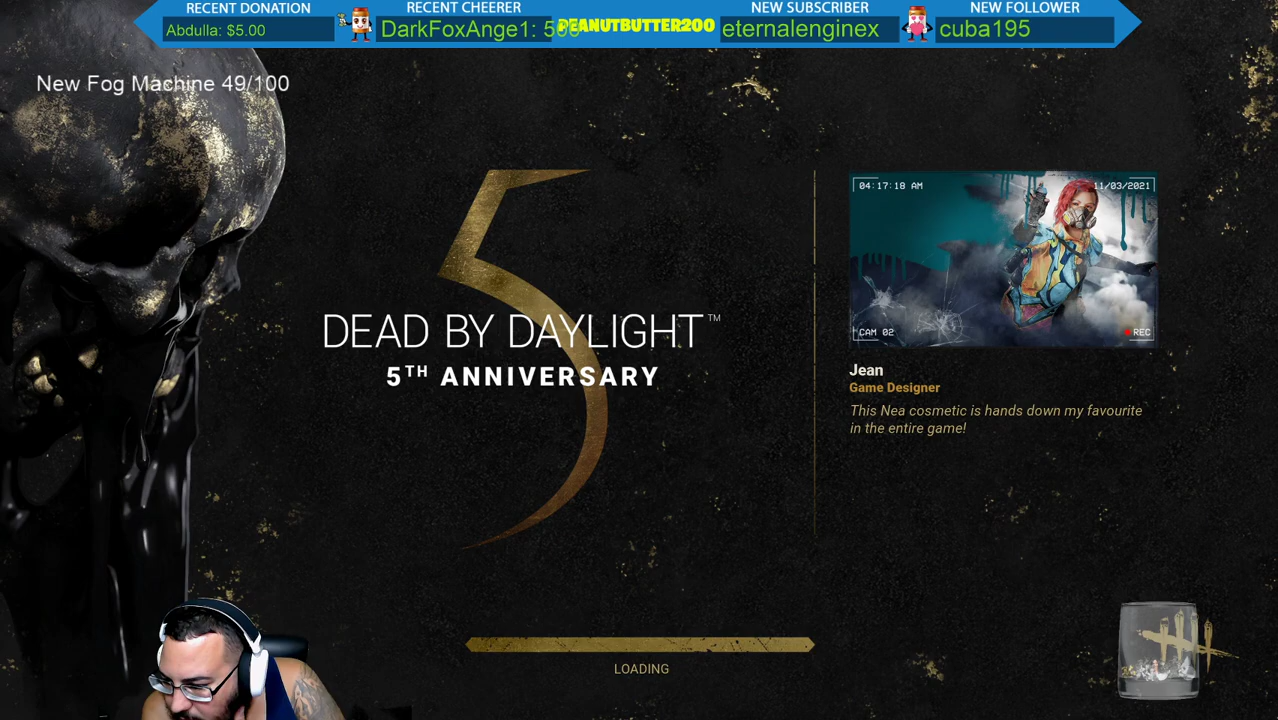 RECENT DONATION
Abdulla: $5.00
RECENT CHEERER
DarkFoxAnge1:
PEANUTBUTTER200
NEW SUBSCRIBER
eternalenginex
NEW FOLLOWER
cuba195
New Fog Machine 49/100
5
DEAD BY DAYLIGHT™
5TH ANNIVERSARY
04:17:18 AM
11/03/2021
CAM 02
REC
Jean
Game Designer
This Nea cosmetic is hands down my favourite
in the entire game!
LOADING